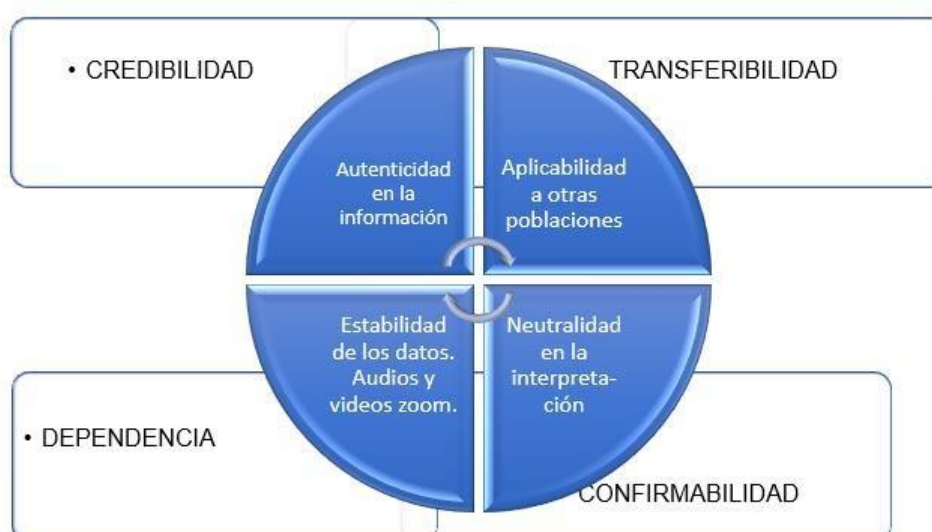 • CREDIBILIDAD
TRANSFERIBILIDAD
Autenticidad
en la
información
Aplicabilidad
a otras
poblaciones
Estabilidad
de los datos.
Audios y
videos zoom.
Neutralidad
en la
interpreta-
ción
• DEPENDENCIA
CONFIRMABILIDAD